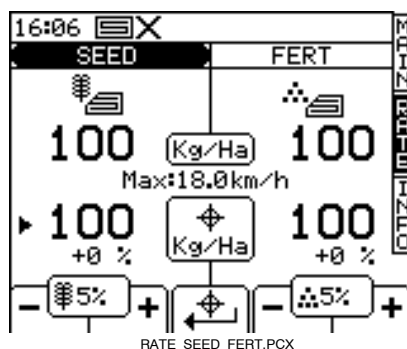 16:06
SEED FERT
100 Kg/Ha 100
Max:18.0km/h
100 Kg/Ha 100
+0 % +0 %
- 5% + - 5% +
MAIN
RATE
INFO
RATE SEED FERT.PCX